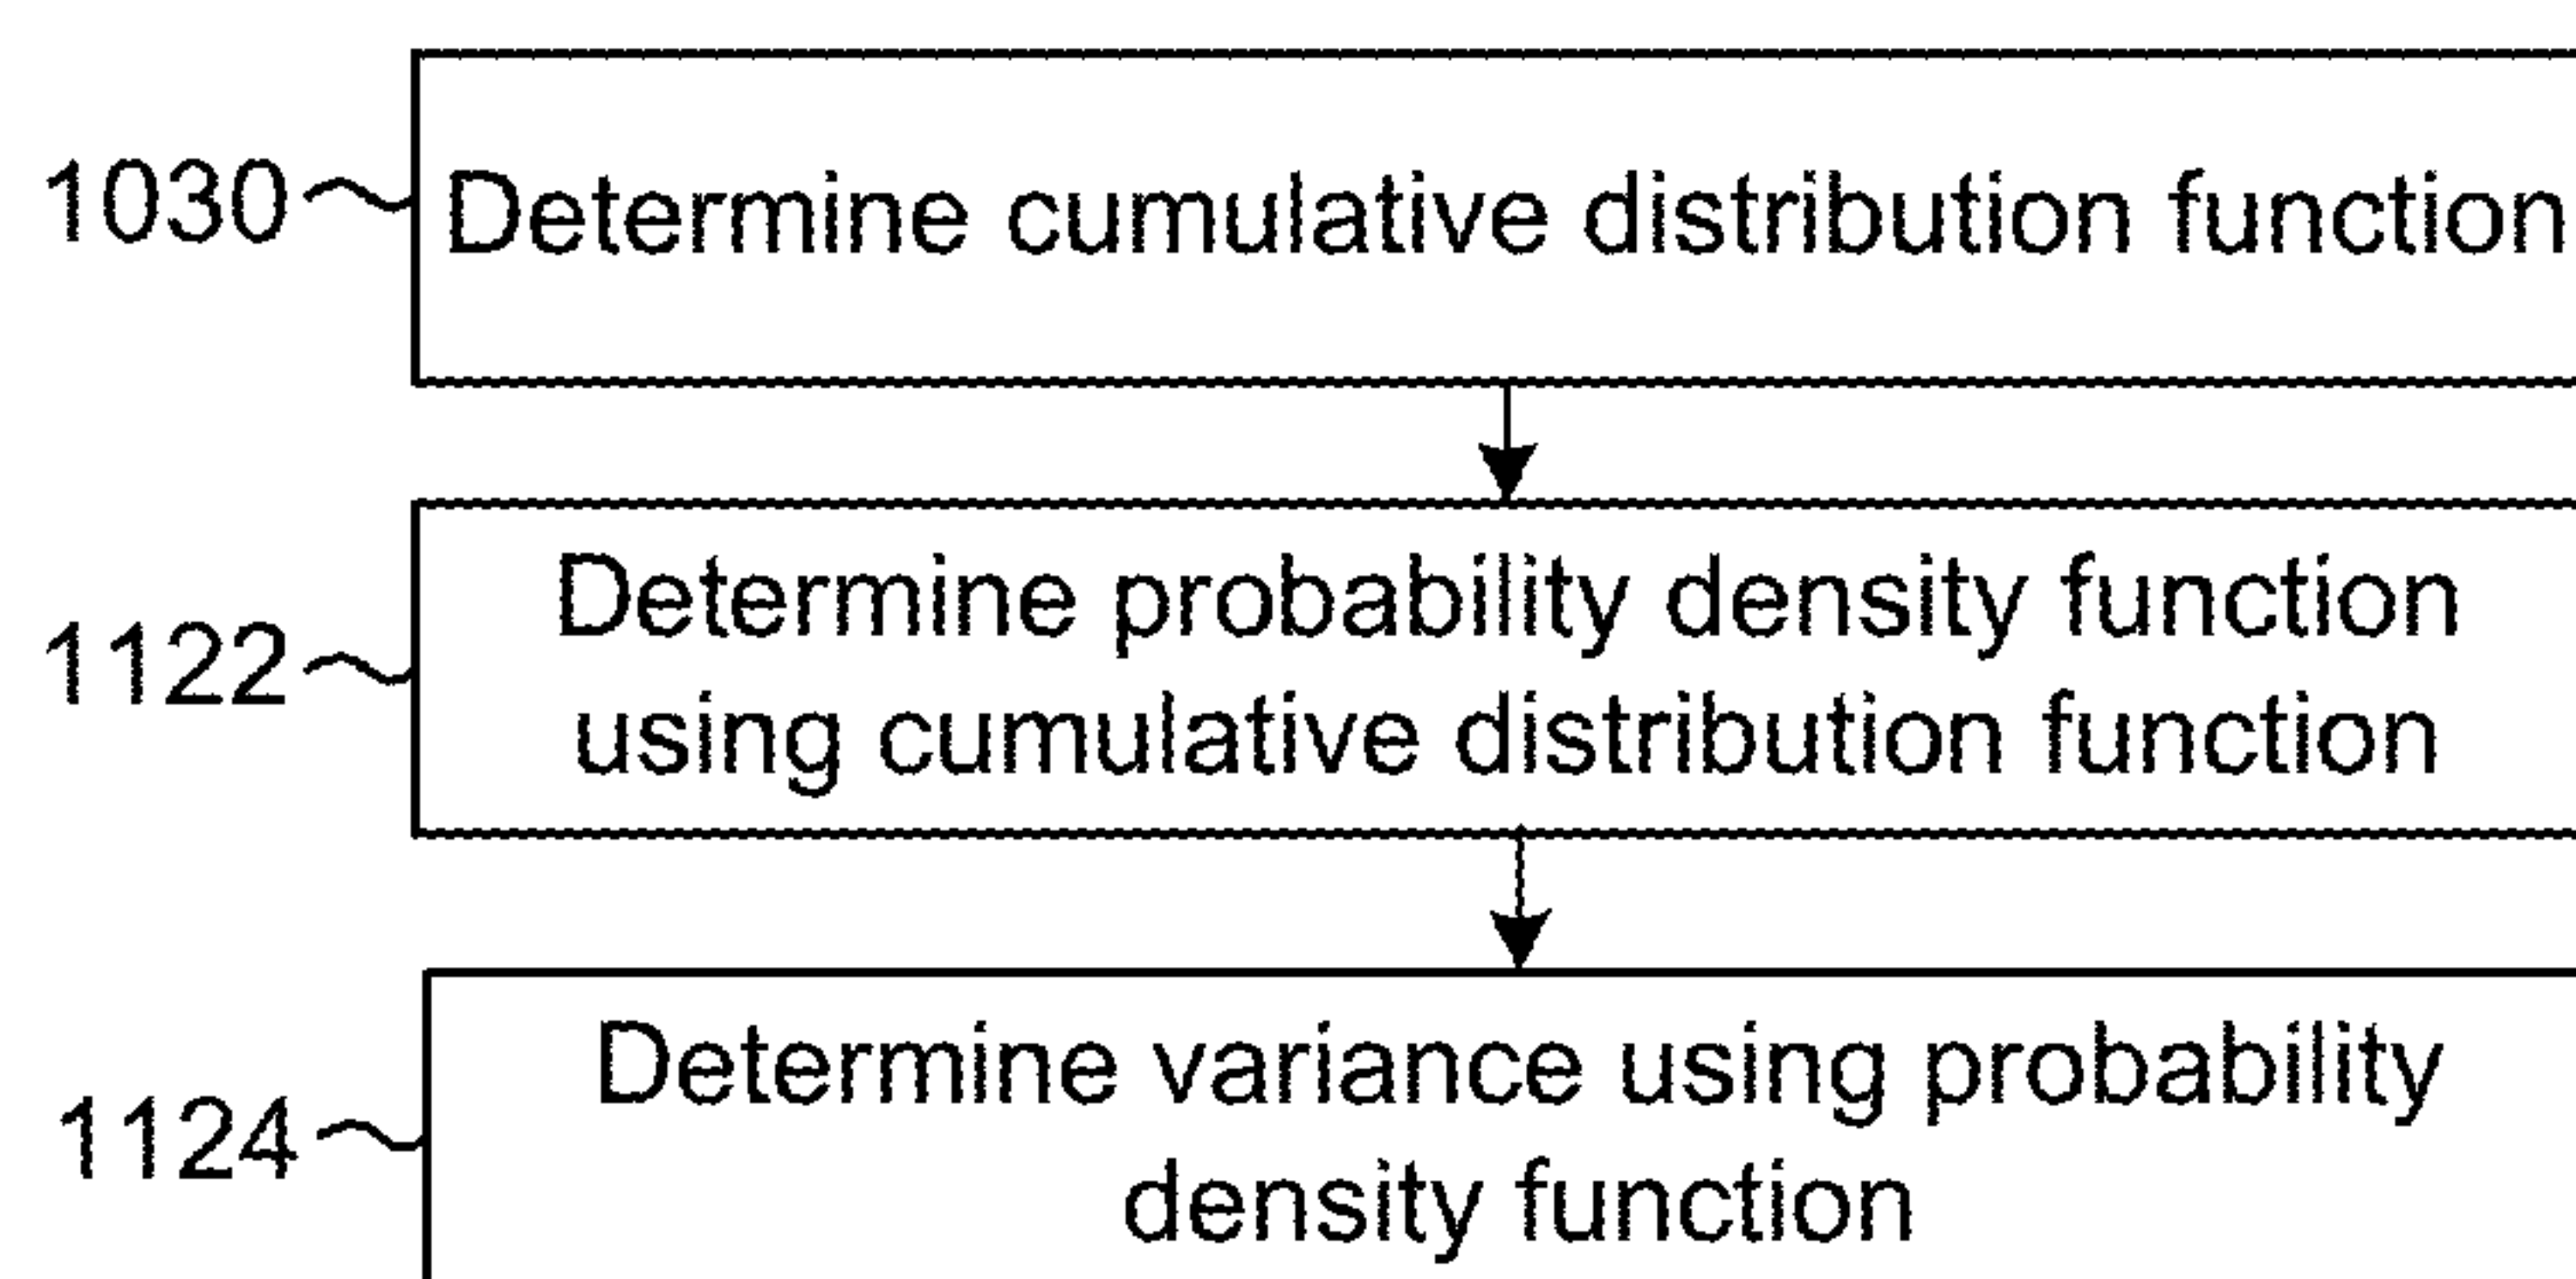 1030
Determine cumulative distribution function
1122
Determine probability density function
using cumulative distribution function
1124
Determine variance using probability
density function